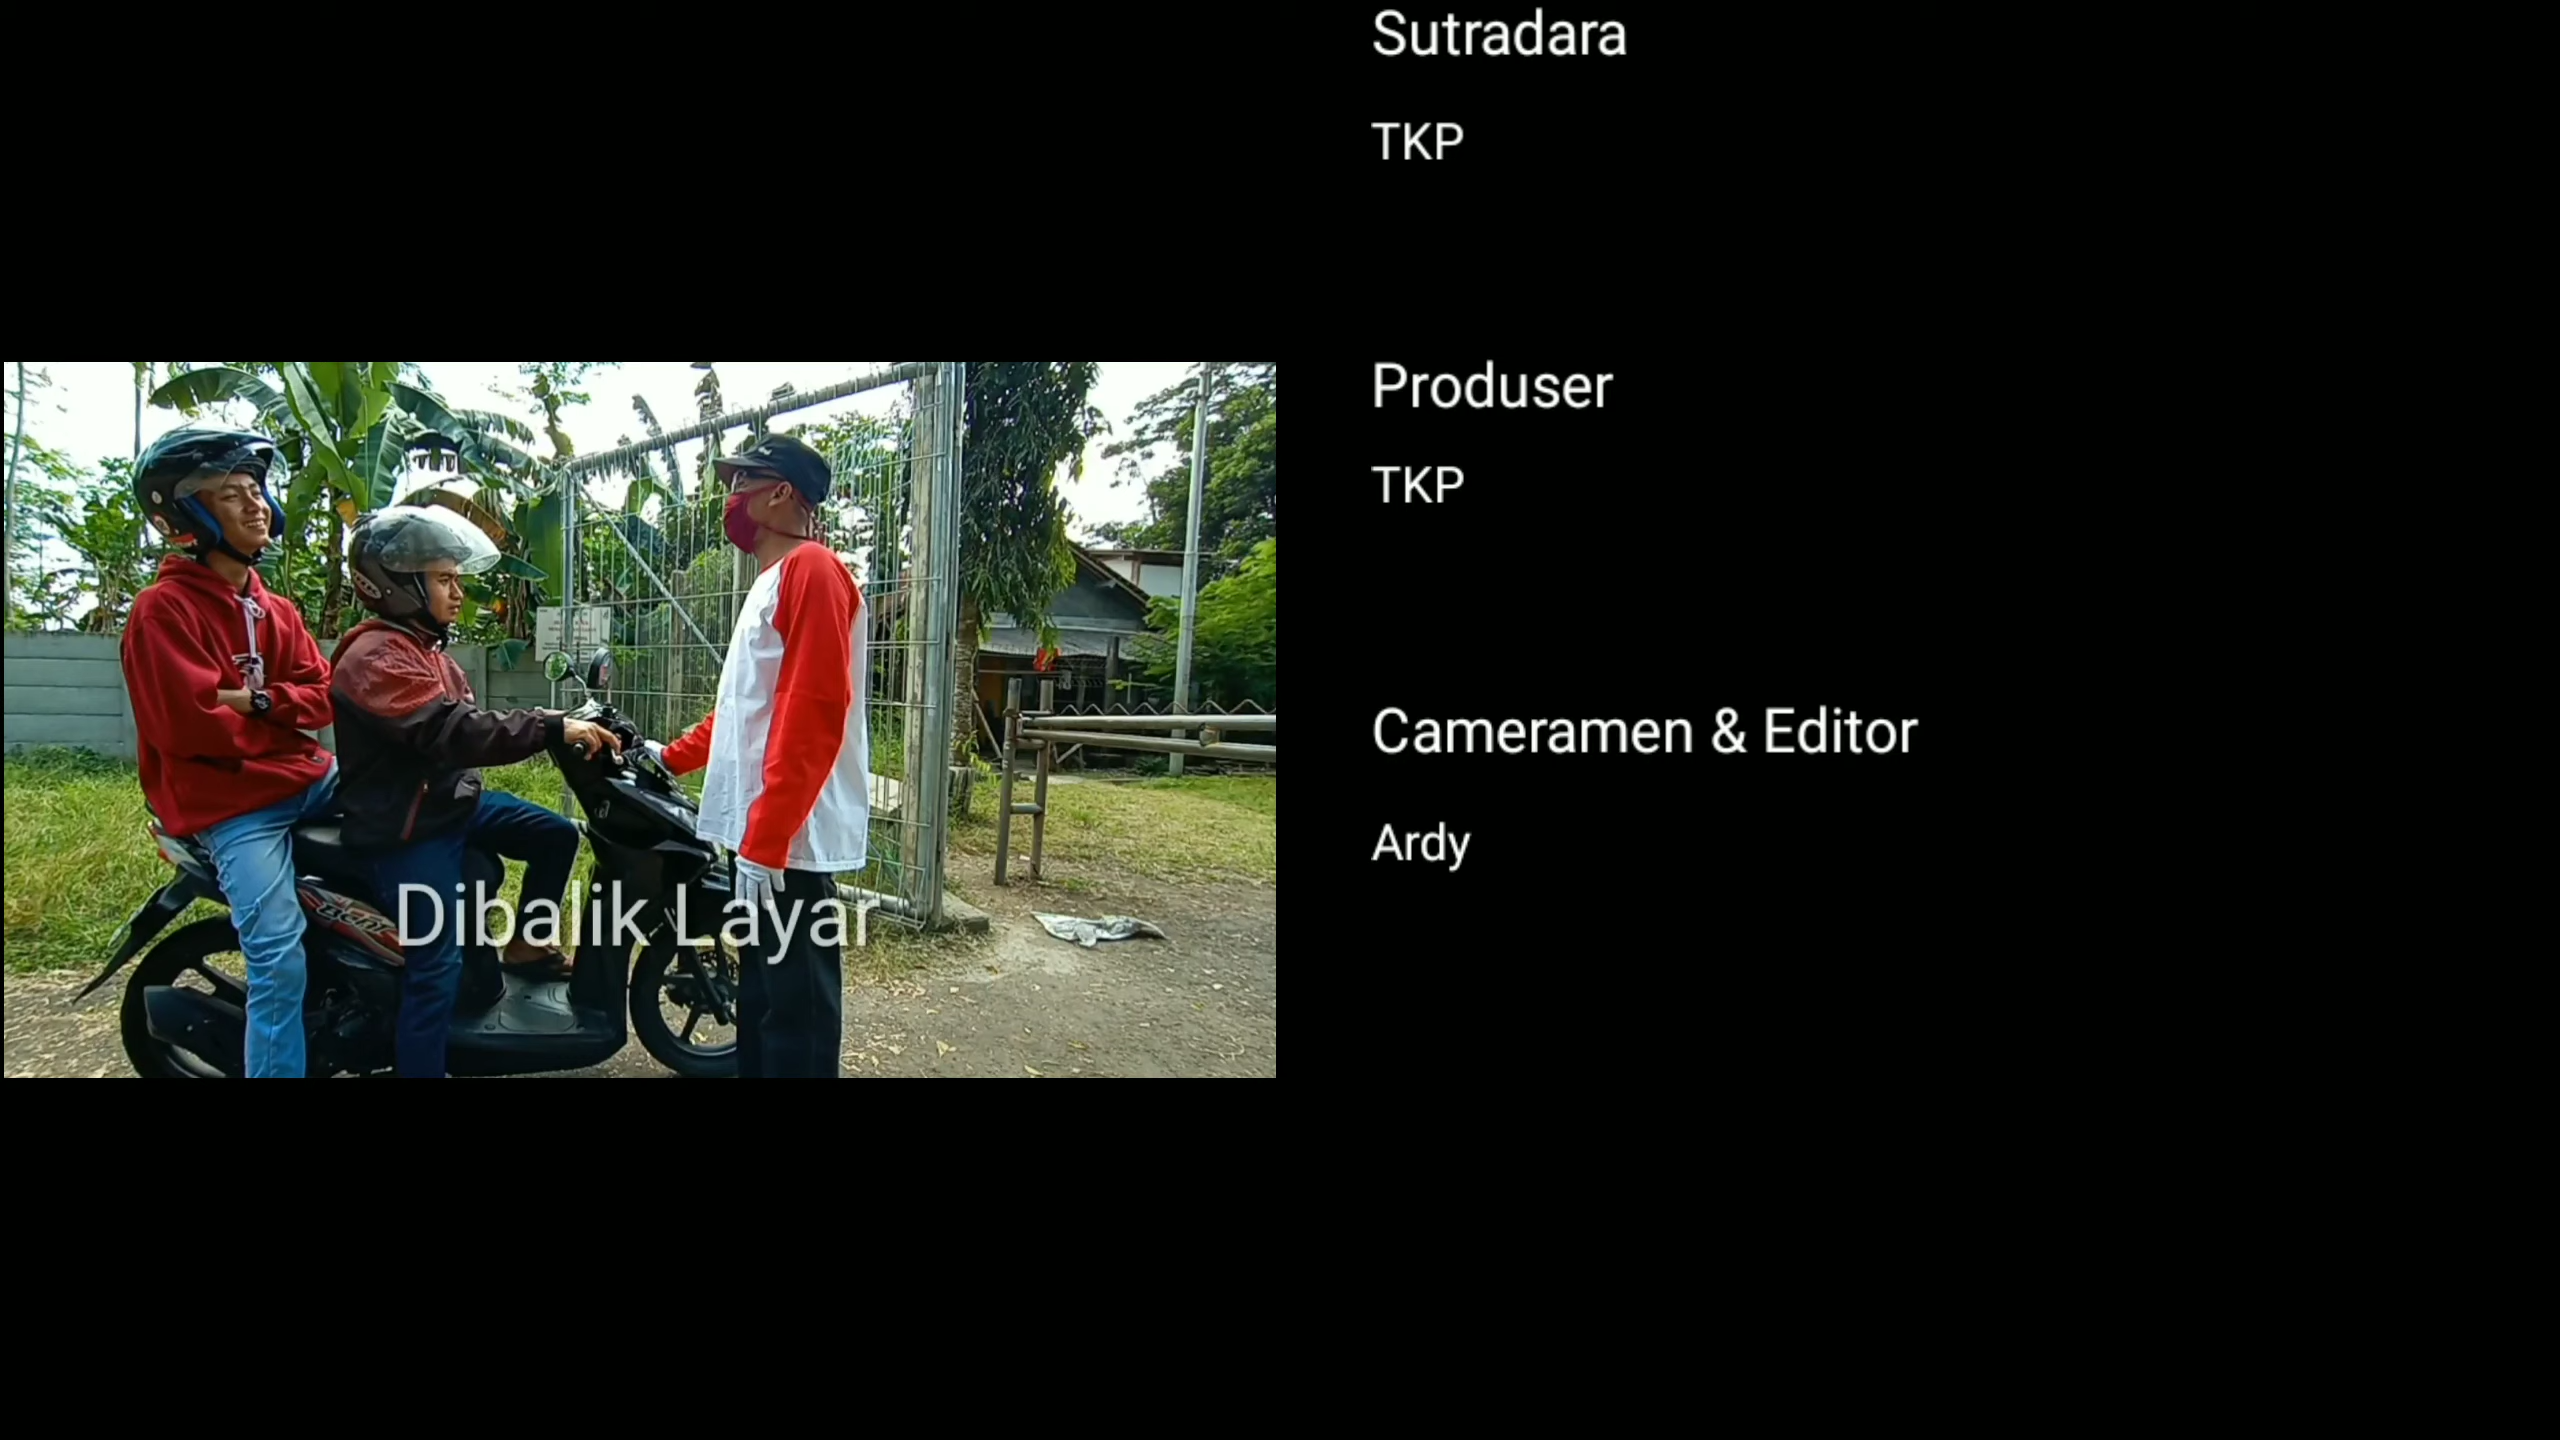 Sutradara
TKP
Produser
TKP
Cameramen & Editor
Ardy
Dibalik Layar